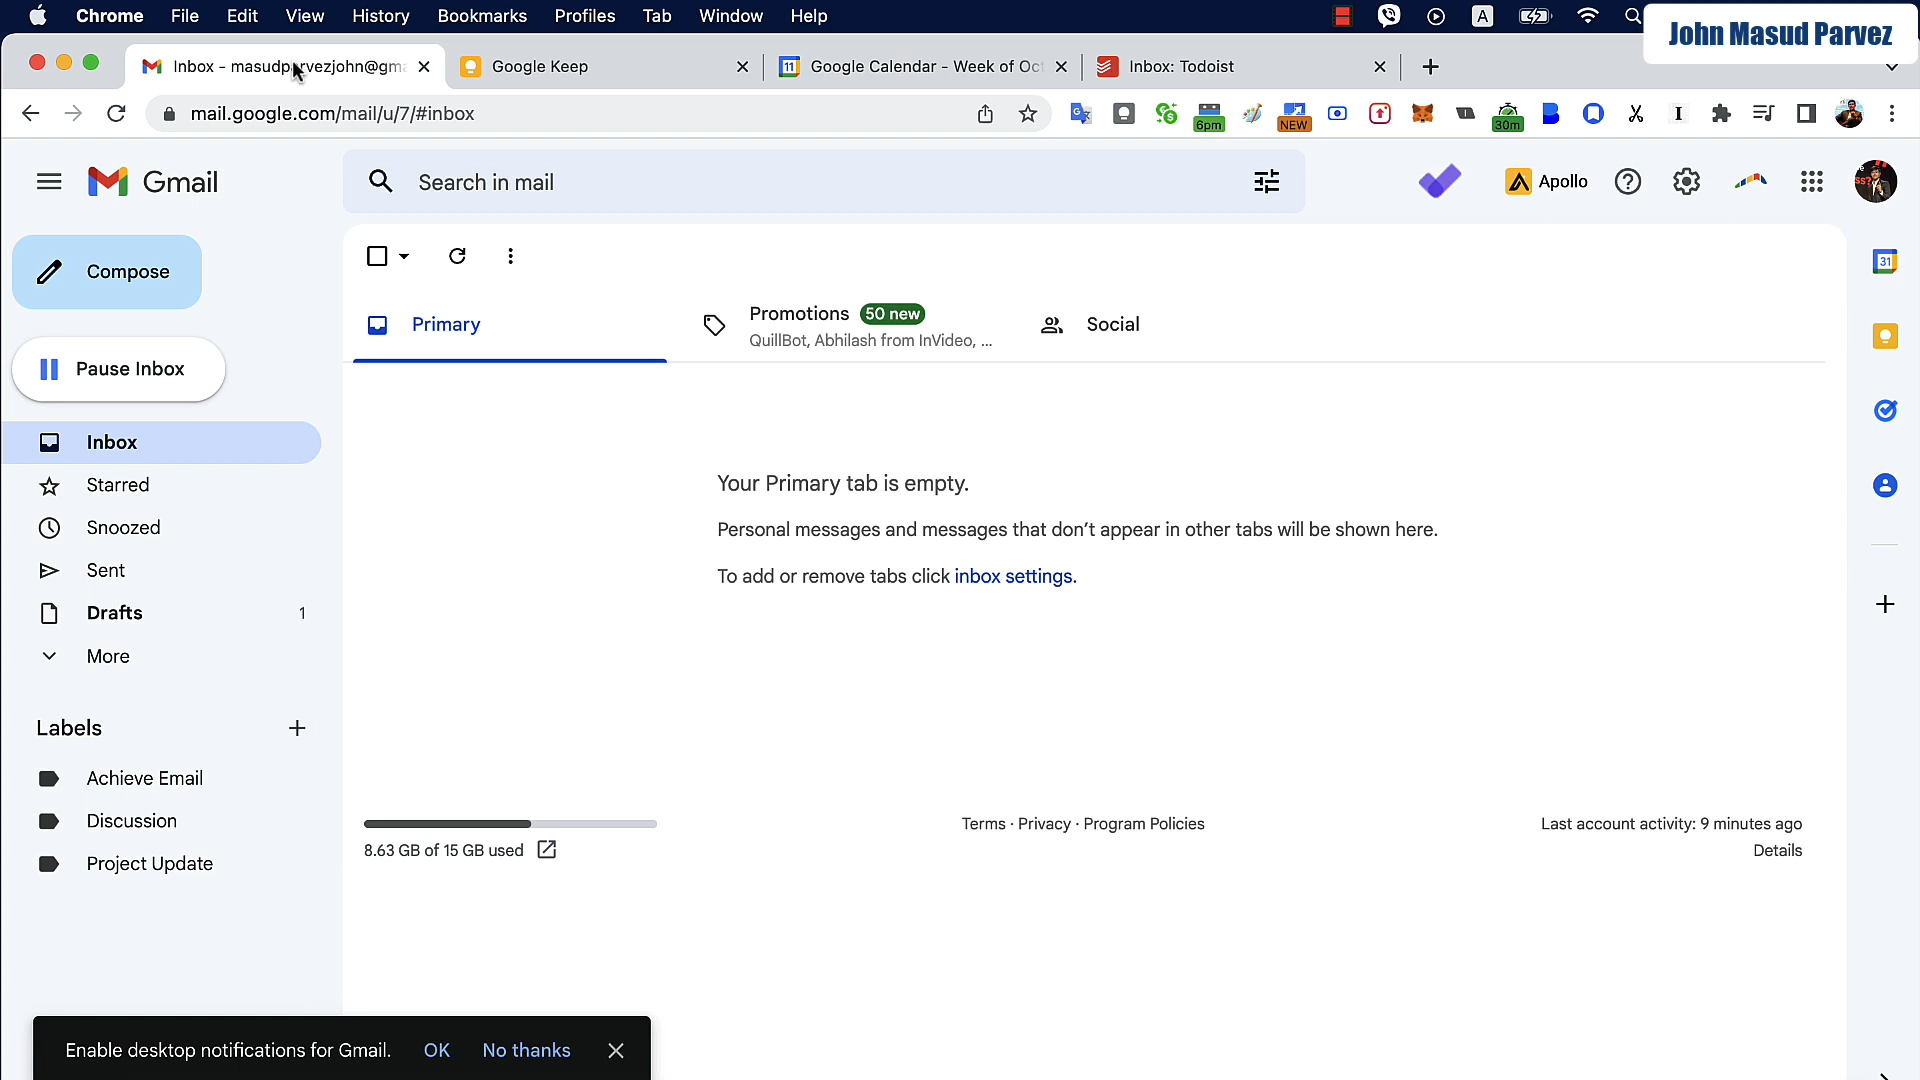 Chrome File Edit View History Bookmarks Profiles Tab Window Help
A
John Masud Parvez
Inbox - masudp rvezjohn@gma
Google Keep
11 Google Calendar - Week of Oct
Inbox: Todoist
mail.google.com/mail/u/7/#inbox
6pm
NEW
30m
Gmail
Search in mail
Apollo
Compose
Pause Inbox
Inbox
Starred
Snoozed
Sent
Drafts 1
More
Labels
Achieve Email
Discussion
Project Update
Primary
Promotions 50 new
QuillBot, Abhilash from InVideo, ...
Social
31
Your Primary tab is empty.
Personal messages and messages that don’t appear in other tabs will be shown here.
To add or remove tabs click inbox settings.
8.63 GB of 15 GB used
Terms · Privacy · Program Policies
Last account activity: 9 minutes ago
Details
Enable desktop notifications for Gmail. OK No thanks